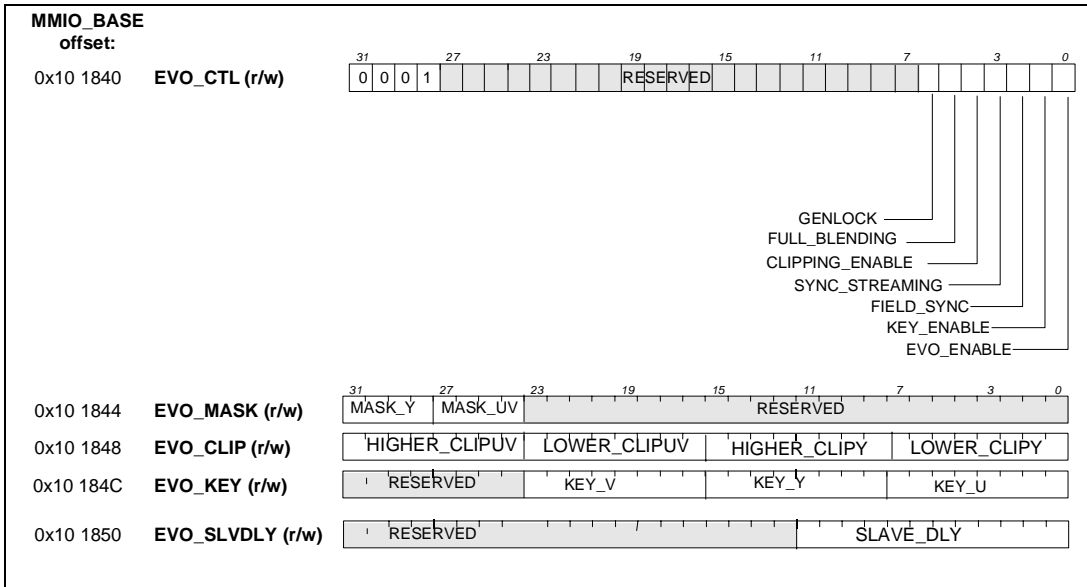 MMIO_BASE
offset:
31 27 23 19 15 11 7 3 0
0x10 1840 EVO_CTL (r/w) 0 0 0 1 RESERVED
GENLOCK
FULL_BLENDING
CLIPPING_ENABLE
SYNC_STREAMING
FIELD_SYNC
KEY_ENABLE
EVO_ENABLE
31 27 23 19 15 11 7 3 0
0x10 1844 EVO_MASK (r/w) MASK_Y MASK_UV RESERVED
0x10 1848 EVO_CLIP (r/w) HIGHER_CLIPUV LOWER_CLIPUV HIGHER_CLIPY LOWER_CLIPY
0x10 184C EVO_KEY (r/w) RESERVED KEY_V KEY_Y KEY_U
0x10 1850 EVO_SLVDLY (r/w) RESERVED SLAVE_DLY